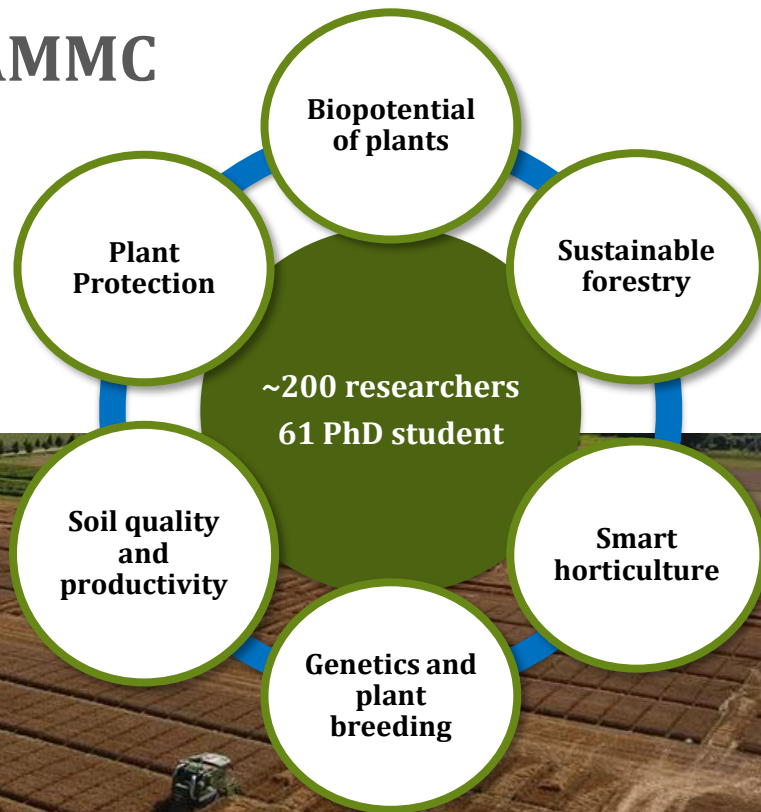 AMMC
Biopotential
of plants
Sustainable
forestry
Smart
horticulture
Genetics and
plant
breeding
Soil quality
and
productivity
Plant
Protection
~200 researchers
61 PhD student